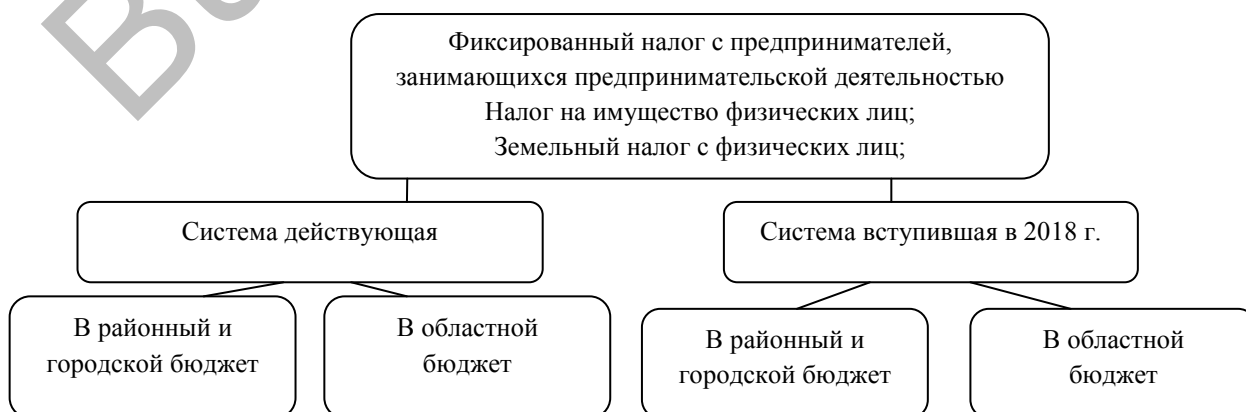 Фиксированный налог с предпринимателей,
занимающихся предпринимательской деятельностью
Налог на имущество физических лиц;
Земельный налог с физических лиц;
Система действующая
Система вступившая в 2018 г.
В районный и
городской бюджет
В областной
бюджет
В районный и
городской бюджет
В областной
бюджет